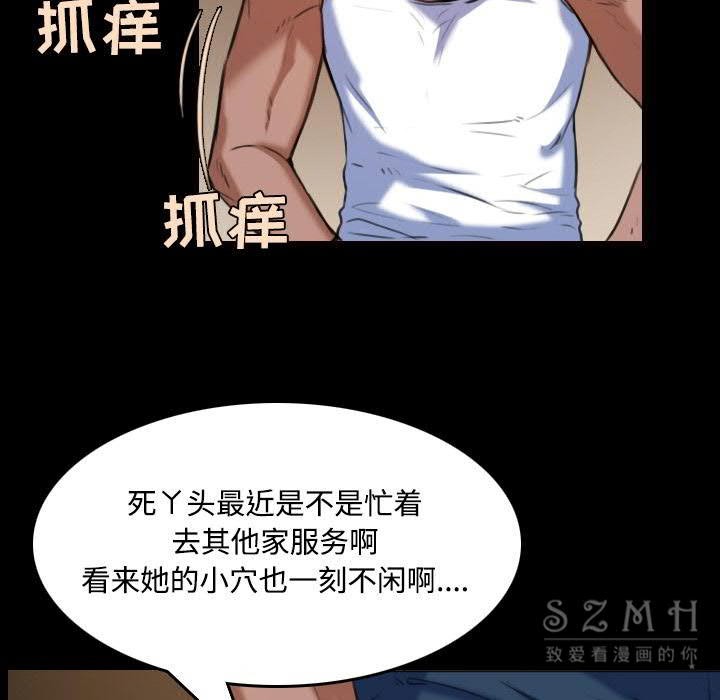 抓痒
抓痒
死丫头最近是不是忙着
去其他家服务啊
看来她的小穴也一刻不闲啊....
SZMH
致爱看漫画的你